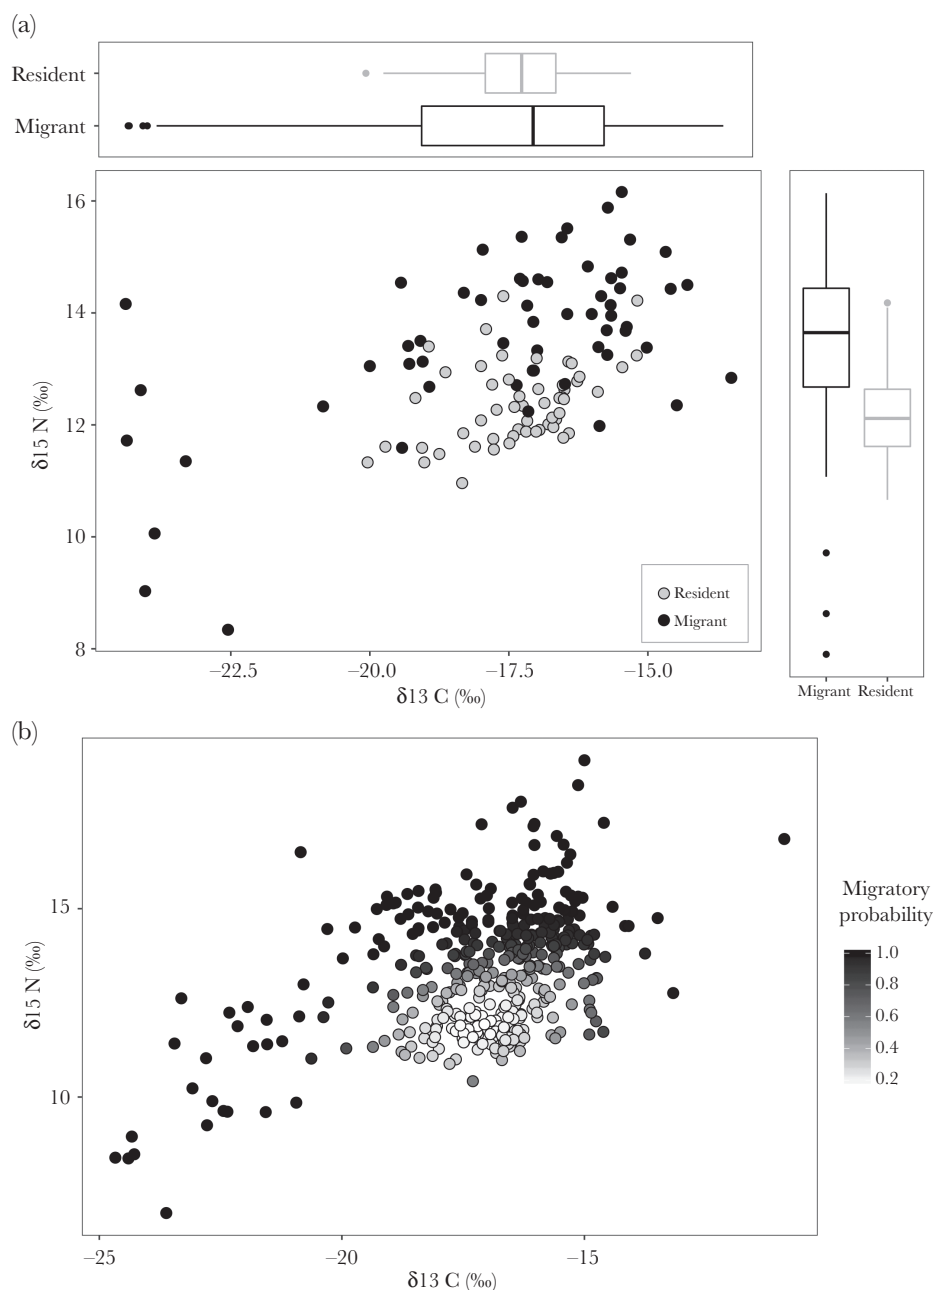 (a)
Resident
Migrant
16
14
12
10
8
δ15 N (‰)
Resident
Migrant
−22.5
−20.0
−17.5
−15.0
δ13 C (‰)
Migrant Resident
(b)
15
10
δ15 N (‰)
Migratory
probability
1.0
0.8
0.6
0.4
0.2
−25
−20
−15
δ13 C (‰)